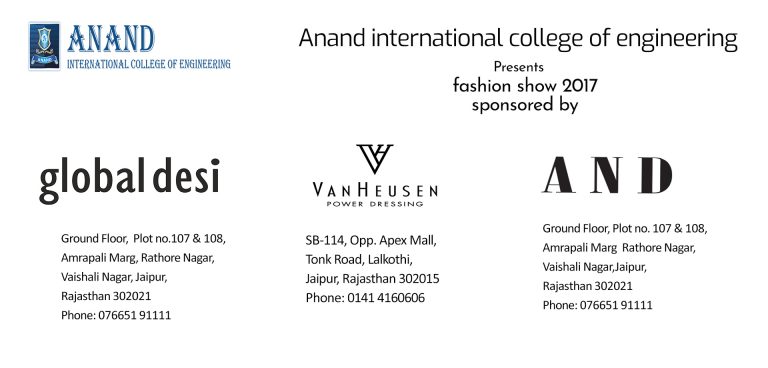 ANAND
INTERNATIONAL COLLEGE OF ENGINEERING
ANAND
Anand international college of engineering
Presents
fashion show 2017
sponsored by
global desi
Ground Floor, Plot no.107 & 108,
Amrapali Marg, Rathore Nagar,
Vaishali Nagar, Jaipur,
Rajasthan 302021
Phone: 076651 91111
VANHEUSEN
POWER DRESSING
SB-114, Opp. Apex Mall,
Tonk Road, Lalkothi,
Jaipur, Rajasthan 302015
Phone: 0141 4160606
AND
Ground Floor, Plot no. 107 & 108,
Amrapali Marg Rathore Nagar,
Vaishali Nagar,Jaipur,
Rajasthan 302021
Phone: 076651 91111